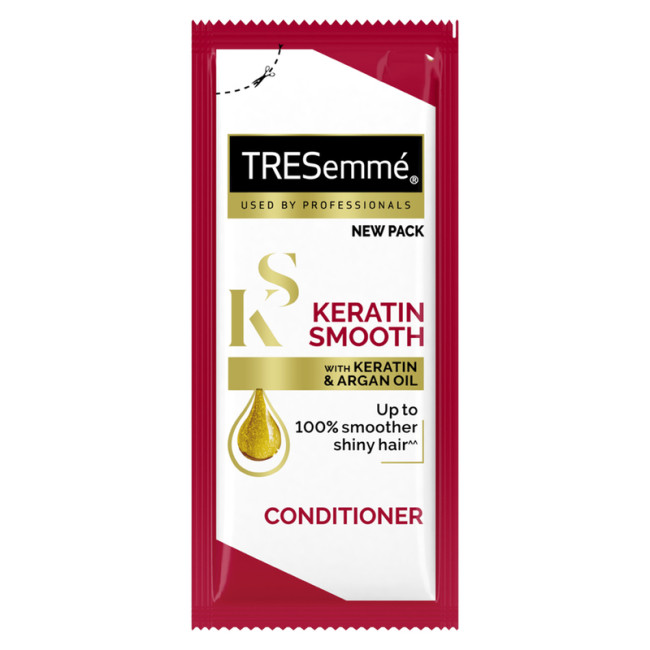 TRESemmé®
USED BY PROFESSIONALS
NEW PACK
KS
KERATIN
SMOOTH
WITH KERATIN
& ARGAN OIL
Up to
100% smoother
shiny hair^^
CONDITIONER